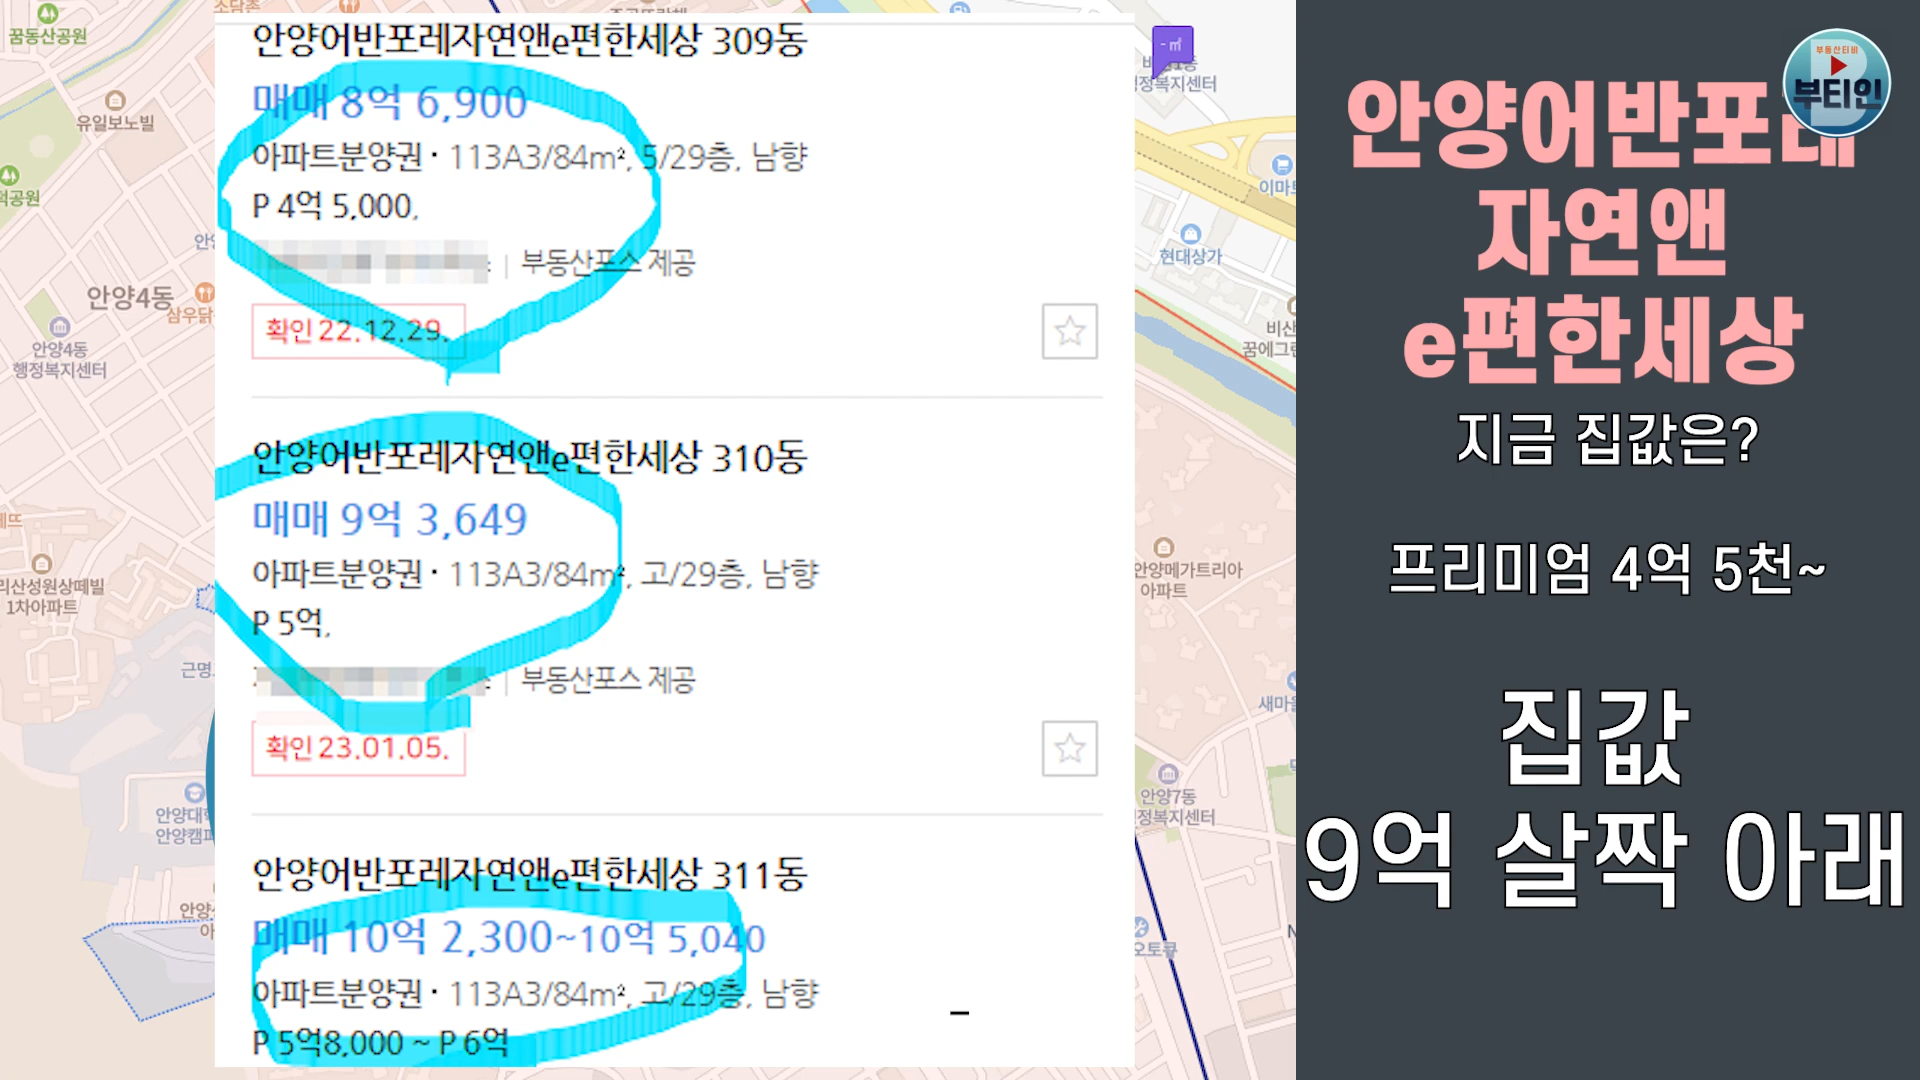 안양어반포레자연앤e편한세상 309동
매매 8억 6,900
아파트분양권 · 113A3/84m², 5/29층, 남향
P 4억 5,000,
부동산포스 제공
확인 22.12.29.
안양어반포레자연앤e편한세상 310동
매매 9억 3,649
아파트분양권 · 113A3/84m², 고/29층, 남향
P 5억,
부동산포스 제공
확인 23.01.05.
안양어반포레자연앤e편한세상 311동
매매 10억 2,300~10억 5,040
아파트분양권 · 113A3/84m², 고/29층, 남향
P 5억8,000 ~ P 6억
안양어반포레
자연앤
e편한세상
지금 집값은?
프리미엄 4억 5천~
집값
9억 살짝 아래
부동산티비
부티인
꿈동산공원
유일보노빌
안양4동
안양4동
행정복지센터
1차아파트
현대상가
안양메가트리아
아파트
안양7동